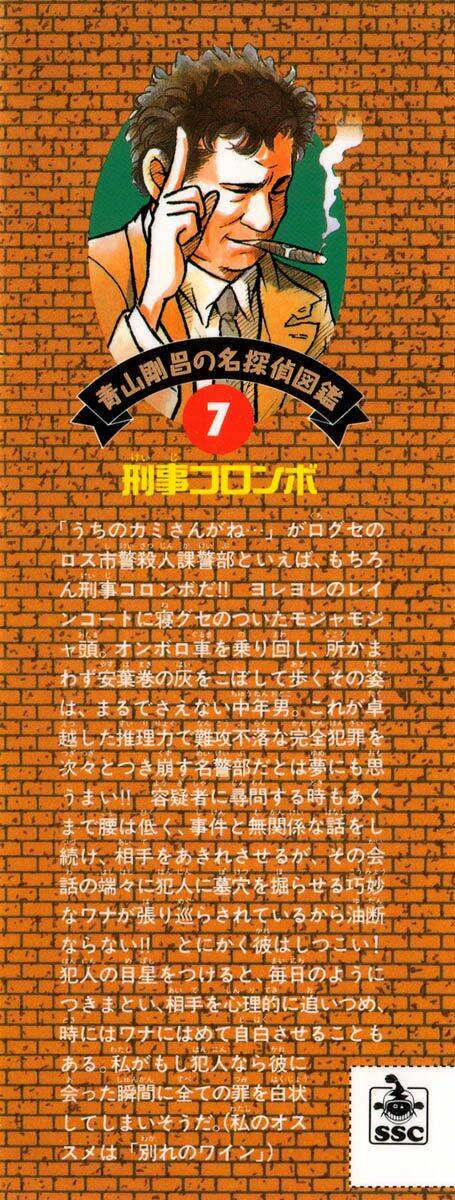 青山剛昌の名探偵図鑑
7
刑事コロンボ
「うちのカミさんがね…」が口グセの
ロス市警殺人課警部といえば、もちろ
ん刑事コロンボだ!! ヨレヨレのレイ
ンコートに寝グセのついたモジャモジ
ャ頭。オンボロ車を乗り回し、所かま
わず安葉巻の灰をこぼして歩くその姿
は、まるでさえない中年男。これが卓
越した推理力で難攻不落な完全犯罪を
次々とつき崩す名警部だとは夢にも思
うまい!! 容疑者に尋問する時もあく
まで腰は低く、事件と無関係な話をし
続け、相手をあきれさせるが、その会
話の端々に犯人に墓穴を掘らせる巧妙
なワナが張り巡らされているから油断
ならない!! とにかく彼はしつこい!
犯人の目星をつけると、毎日のように
つきまとい、相手を心理的に追いつめ、
時にはワナにはめて自白させることも
ある。私がもし犯人なら彼に
会った瞬間に全ての罪を白状
してしまいそうだ。(私のオス
スメは「別れのワイン」)
SSC